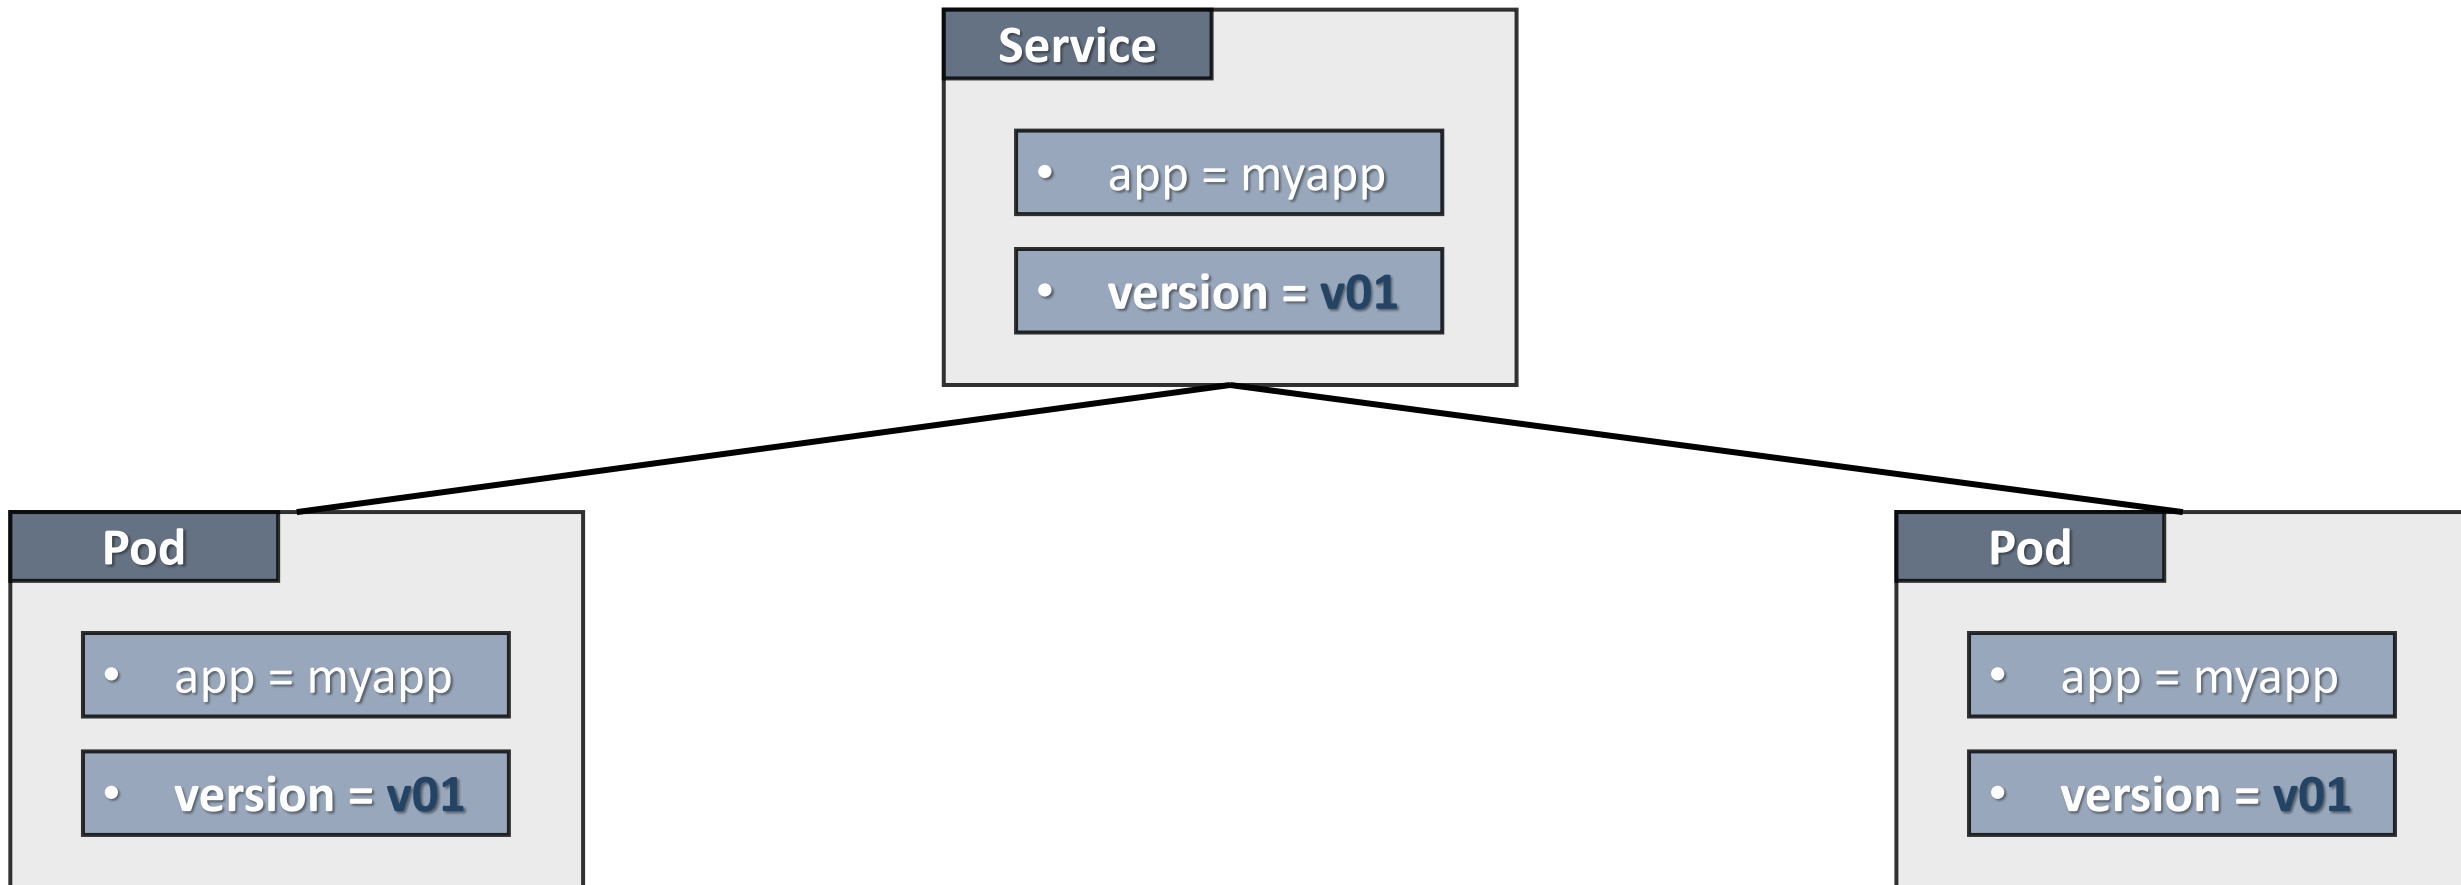 Service
• app = myapp
• version = v01
Pod
• app = myapp
• version = v01
Pod
• app = myapp
• version = v01